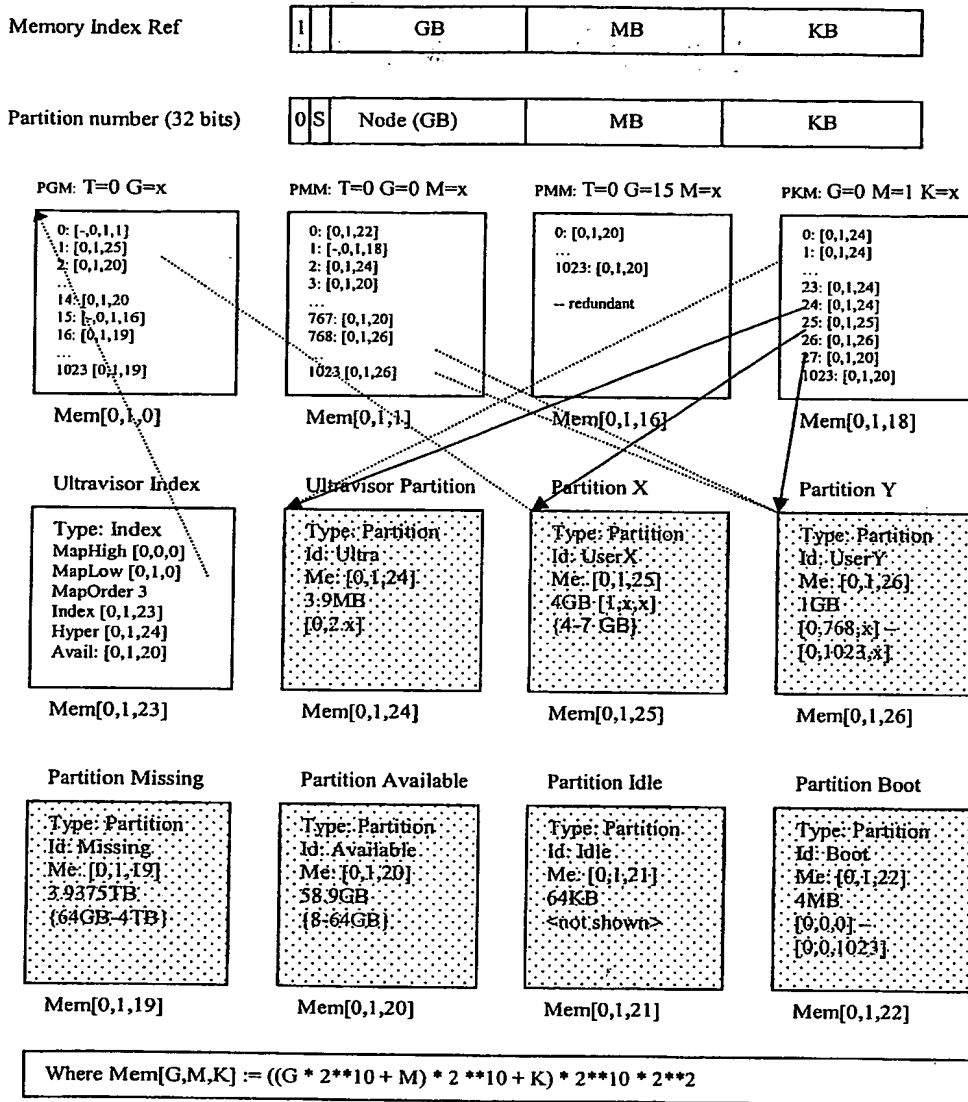 Memory Index Ref
1 GB MB KB
Partition number (32 bits)
0 S Node (GB) MB KB
PGM: T=0 G=x
0: [-,0,1,1]
1: [0,1,25]
2: [0,1,20]
...
14: [0,1,20
15: [-,0,1,16]
16: [0,1,19]
...
1023 [0,1,19]
Mem[0,1,0]
PMM: T=0 G=0 M=x
0: [0,1,22]
1: [-,0,1,18]
2: [0,1,24]
3: [0,1,20]
...
767: [0,1,20]
768: [0,1,26]
...
1023 [0,1,26]
Mem[0,1,1]
PMM: T=0 G=15 M=x
0: [0,1,20]
...
1023: [0,1,20]
-- redundant
Mem[0,1,16]
PKM: G=0 M=1 K=x
0: [0,1,24]
1: [0,1,24]
...
23: [0,1,24]
24: [0,1,24]
25: [0,1,25]
26: [0,1,26]
27: [0,1,20]
1023: [0,1,20]
Mem[0,1,18]
Ultravisor Index
Type: Index
MapHigh [0,0,0]
MapLow [0,1,0]
MapOrder 3
Index [0,1,23]
Hyper [0,1,24]
Avail: [0,1,20]
Mem[0,1,23]
Ultravisor Partition
Type: Partition
Id: Ultra
Me: [0,1,24]
3.9MB
[0,2,x]
Mem[0,1,24]
Partition X
Type: Partition
Id: UserX
Me: [0,1,25]
4GB [1,x,x]
{4-7 GB}
Mem[0,1,25]
Partition Y
Type: Partition
Id: UserY
Me: [0,1,26]
1GB
[0,768,x] –
[0,1023,x]
Mem[0,1,26]
Partition Missing
Type: Partition
Id: Missing
Me: [0,1,19]
3.9375TB
{64GB-4TB}
Mem[0,1,19]
Partition Available
Type: Partition
Id: Available
Me: [0,1,20]
58.9GB
{8-64GB}
Mem[0,1,20]
Partition Idle
Type: Partition
Id: Idle
Me: [0,1,21]
64KB
<not shown>
Mem[0,1,21]
Partition Boot
Type: Partition
Id: Boot
Me: [0,1,22]
4MB
[0,0,0] –
[0,0,1023]
Mem[0,1,22]
Where Mem[G,M,K] := ((G * 2**10 + M) * 2 **10 + K) * 2**10 * 2**2